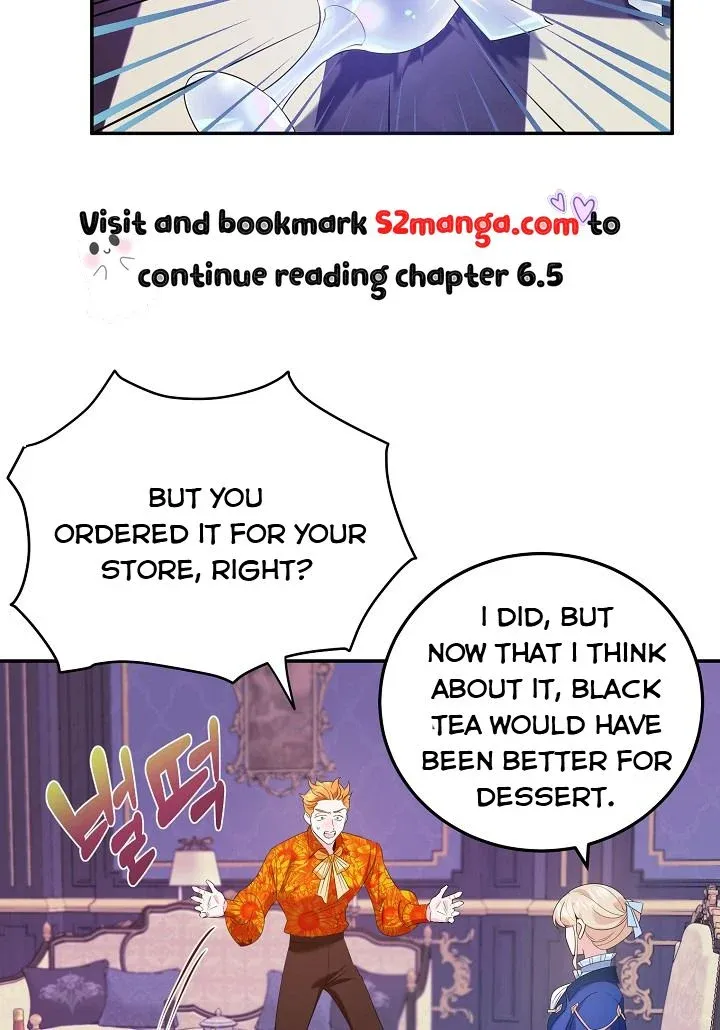 Visit and bookmark S2manga.com to
continue reading chapter 6.5
BUT YOU
ORDERED IT FOR YOUR
STORE, RIGHT?
I DID, BUT
NOW THAT I THINK
ABOUT IT, BLACK
TEA WOULD HAVE
BEEN BETTER FOR
DESSERT.
벌떡